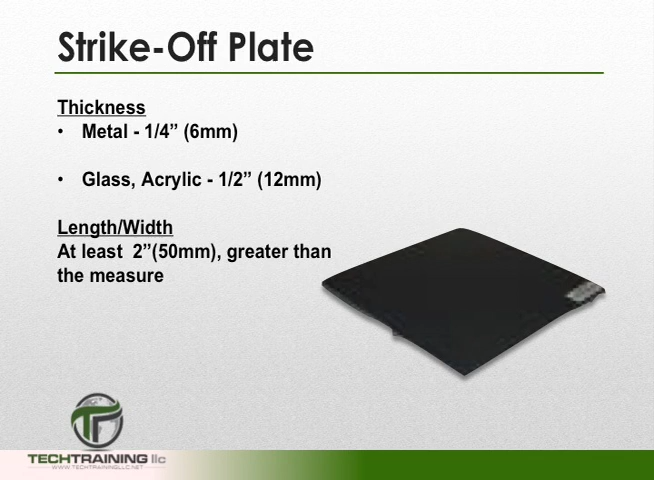 Strike-Off Plate
Thickness
• Metal - 1/4” (6mm)
• Glass, Acrylic - 1/2” (12mm)
Length/Width
At least 2”(50mm), greater than
the measure
TECHTRAINING llc
WWW.TECHTRAININGLLC.NET